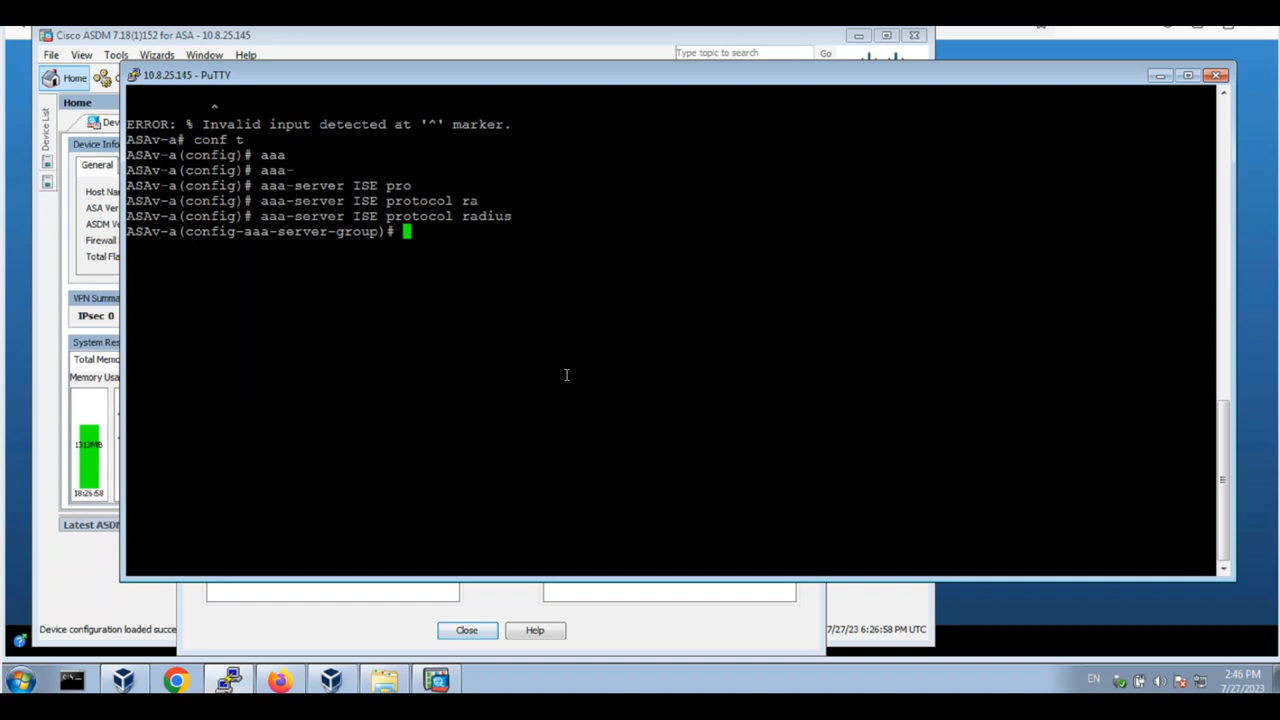 Cisco ASDM 7.18(1)152 for ASA - 10.8.25.145
File View Tools Wizards Window Help
Type topic to search
Go
Home
10.8.25.145 - PuTTY
Home
Device List
Dev
Device Info
General
Host Na
ASA Ver
ASDM Ve
Firewall
Total Fla
VPN Summa
IPsec 0
System Res
Total Memo
Memory Usa
1313MB
18:26:58
Latest ASDM
^
ERROR: % Invalid input detected at '^' marker.
ASAv-a# conf t
ASAv-a(config)# aaa
ASAv-a(config)# aaa-
ASAv-a(config)# aaa-server ISE pro
ASAv-a(config)# aaa-server ISE protocol ra
ASAv-a(config)# aaa-server ISE protocol radius
ASAv-a(config-aaa-server-group)#
Close
Help
Device configuration loaded succe
7/27/23 6:26:58 PM UTC
EN
2:46 PM
7/27/2023